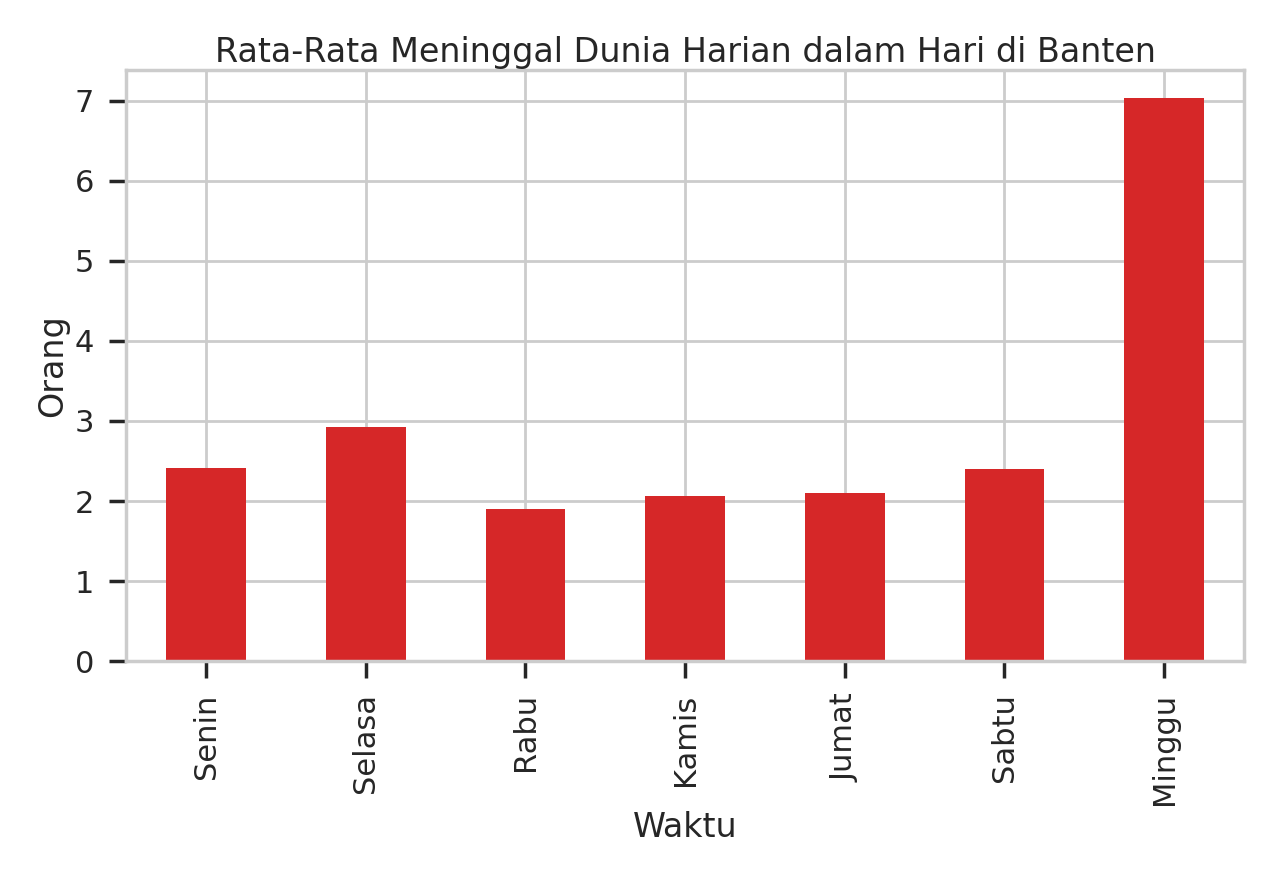 Rata-Rata Meninggal Dunia Harian dalam Hari di Banten
Orang
7
6
5
4
3
2
1
0
Senin
Selasa
Rabu
Kamis
Jumat
Sabtu
Minggu
Waktu